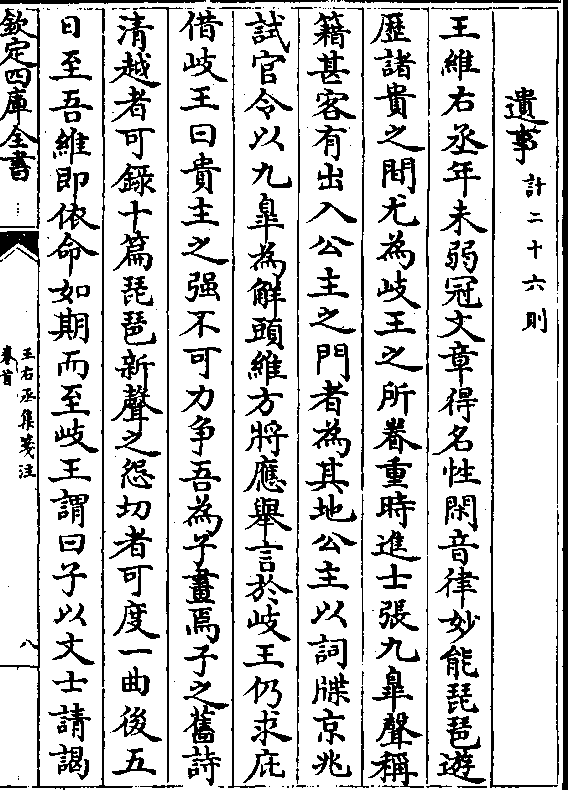 遺事計二十六則
王維右丞年未弱冠文章得名性閑音律妙能琵琶遊
歷諸貴之間尤為岐王之所眷重時進士張九臯聲稱
籍甚客有出入公主之門者為其地公主以詞牒京兆
試官令以九臯為解頭維方將應舉言於岐王仍求庇
借岐王曰貴主之强不可力争吾為子畫焉子之舊詩
清越者可錄十篇琵琶新聲之怨切者可度一曲後五
日至吾維即依命如期而至岐王謂曰子以文士請謁
欽定四庫全書
王右丞集箋注
卷首
八